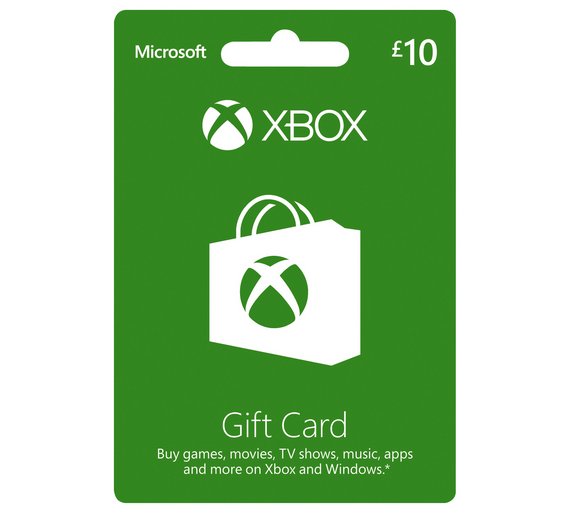 Microsoft
£10
XBOX
Gift Card
Buy games, movies, TV shows, music, apps
and more on Xbox and Windows.*